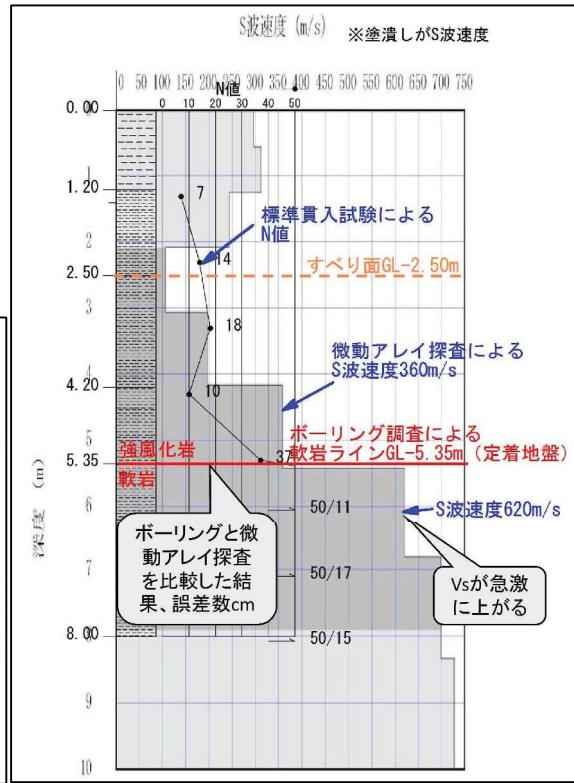 S波速度 (m/s)
※塗潰しがS波速度
0 50 100 150 200 250 300 350 400 450 500 550 600 650 700 750
N値
0 10 20 30 40 50
0.00
1
1.20
7
標準貫入試験による
N値
2
14
2.50
すべり面GL-2.50m
3
18
微動アレイ探査による
S波速度360m/s
4
4.20
10
ボーリング調査による
軟岩ラインGL-5.35m (定着地盤)
5
37
強風化岩
5.35
軟岩
深度 (m)
6
50/11
S波速度620m/s
ボーリングと微
動アレイ探査
を比較した結
果、誤差数cm
Vsが急激
に上がる
7
50/17
8.00
50/15
9
10